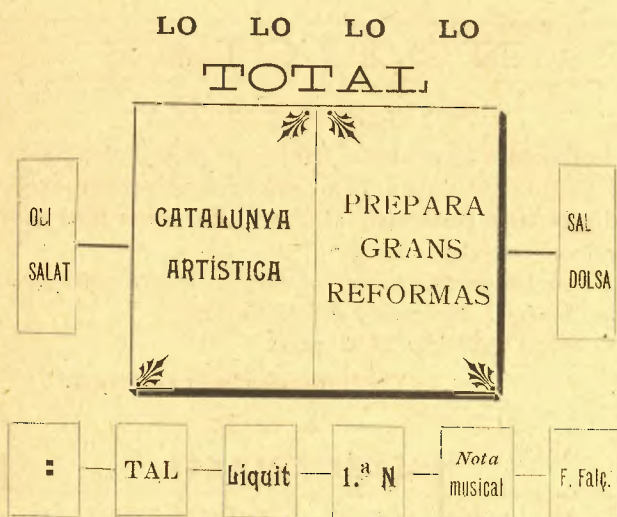 LO LO LO LO
TOTAL
OLI
SALAT
CATALUNYA
ARTÍSTICA
PREPARA
GRANS
REFORMAS
SAL
DOLSA
: TAL Líquit 1.ª N Nota musical F. Falç.